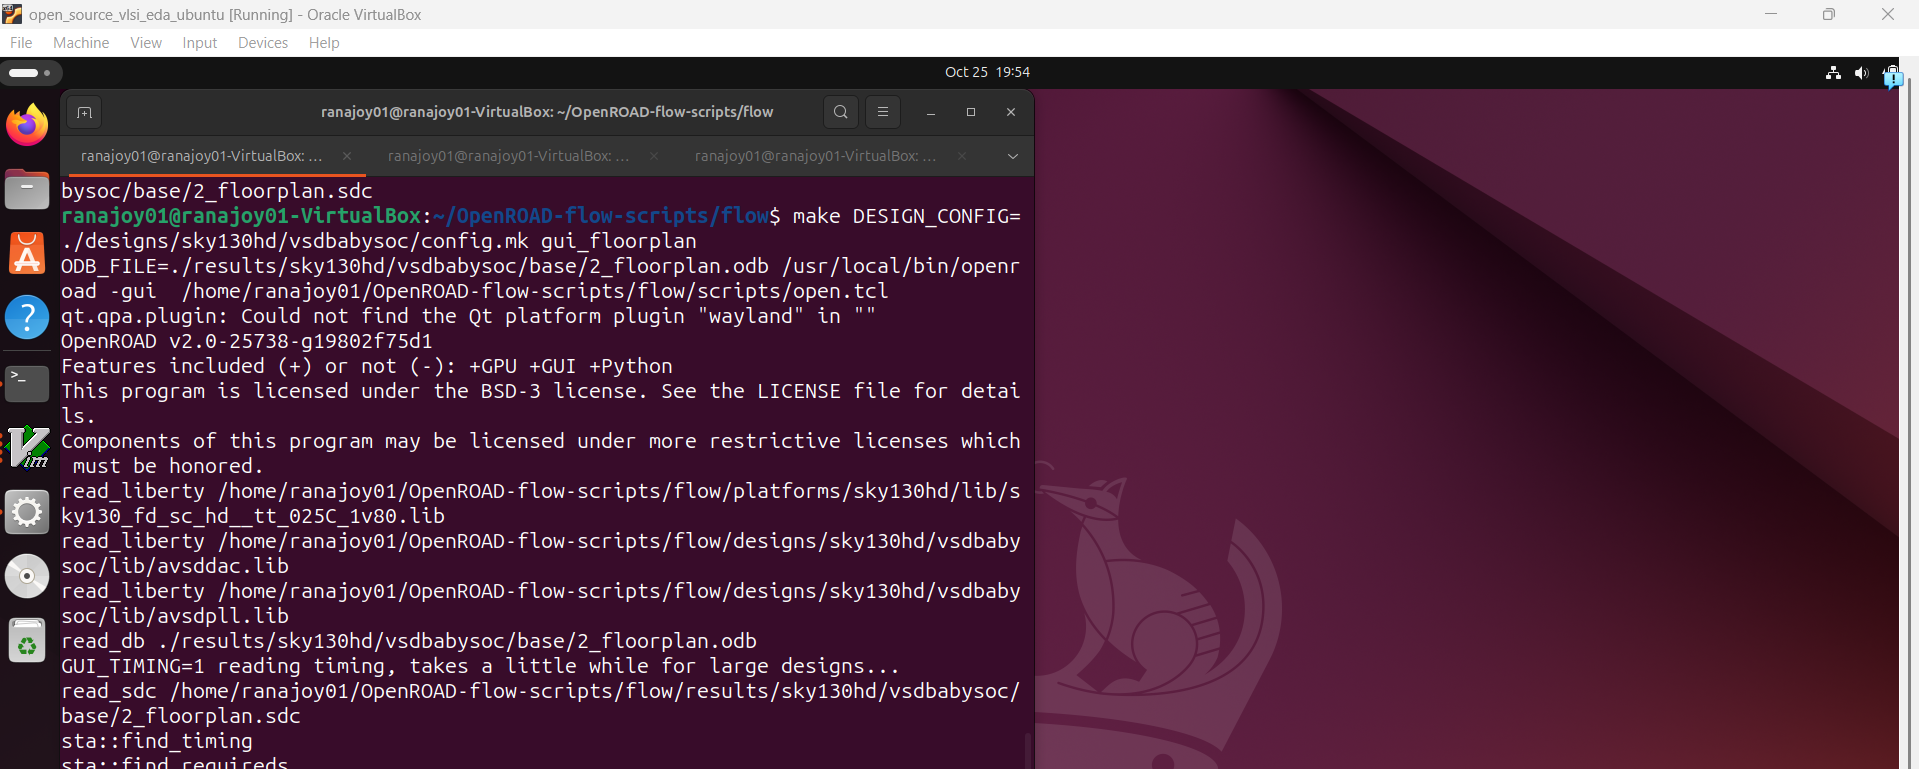 open_source_vlsi_eda_ubuntu [Running] - Oracle VirtualBox
File Machine View Input Devices Help
Oct 25 19:54
ranajoy01@ranajoy01-VirtualBox: ~/OpenROAD-flow-scripts/flow
ranajoy01@ranajoy01-VirtualBox: ... ranajoy01@ranajoy01-VirtualBox: ... ranajoy01@ranajoy01-VirtualBox: ...
bysoc/base/2_floorplan.sdc
ranajoy01@ranajoy01-VirtualBox:~/OpenROAD-flow-scripts/flow$ make DESIGN_CONFIG=
./designs/sky130hd/vsdbabysoc/config.mk gui_floorplan
ODB_FILE=./results/sky130hd/vsdbabysoc/base/2_floorplan.odb /usr/local/bin/openr
oad -gui  /home/ranajoy01/OpenROAD-flow-scripts/flow/scripts/open.tcl
qt.qpa.plugin: Could not find the Qt platform plugin "wayland" in ""
OpenROAD v2.0-25738-g19802f75d1
Features included (+) or not (-): +GPU +GUI +Python
This program is licensed under the BSD-3 license. See the LICENSE file for detai
ls.
Components of this program may be licensed under more restrictive licenses which
 must be honored.
read_liberty /home/ranajoy01/OpenROAD-flow-scripts/flow/platforms/sky130hd/lib/s
ky130_fd_sc_hd__tt_025C_1v80.lib
read_liberty /home/ranajoy01/OpenROAD-flow-scripts/flow/designs/sky130hd/vsdbaby
soc/lib/avsddac.lib
read_liberty /home/ranajoy01/OpenROAD-flow-scripts/flow/designs/sky130hd/vsdbaby
soc/lib/avsdpll.lib
read_db ./results/sky130hd/vsdbabysoc/base/2_floorplan.odb
GUI_TIMING=1 reading timing, takes a little while for large designs...
read_sdc /home/ranajoy01/OpenROAD-flow-scripts/flow/results/sky130hd/vsdbabysoc/
base/2_floorplan.sdc
sta::find_timing
sta::find_requireds